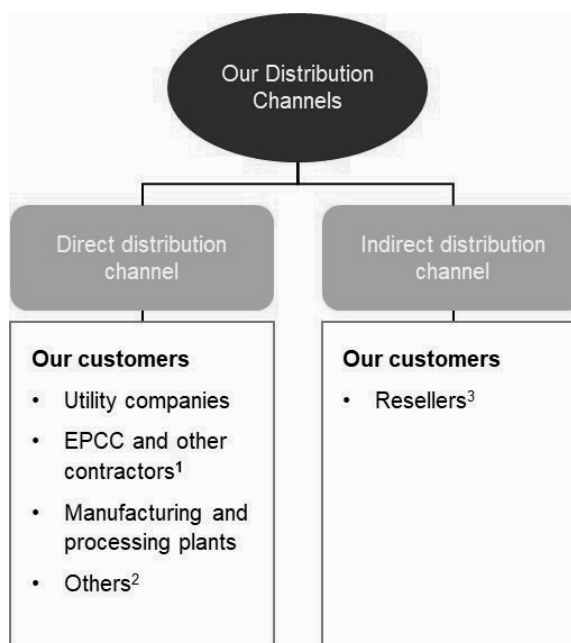 Our Distribution
Channels
Direct distribution
channel
Indirect distribution
channel
Our customers
• Utility companies
• EPCC and other
contractors¹
• Manufacturing and
processing plants
• Others²
Our customers
• Resellers³